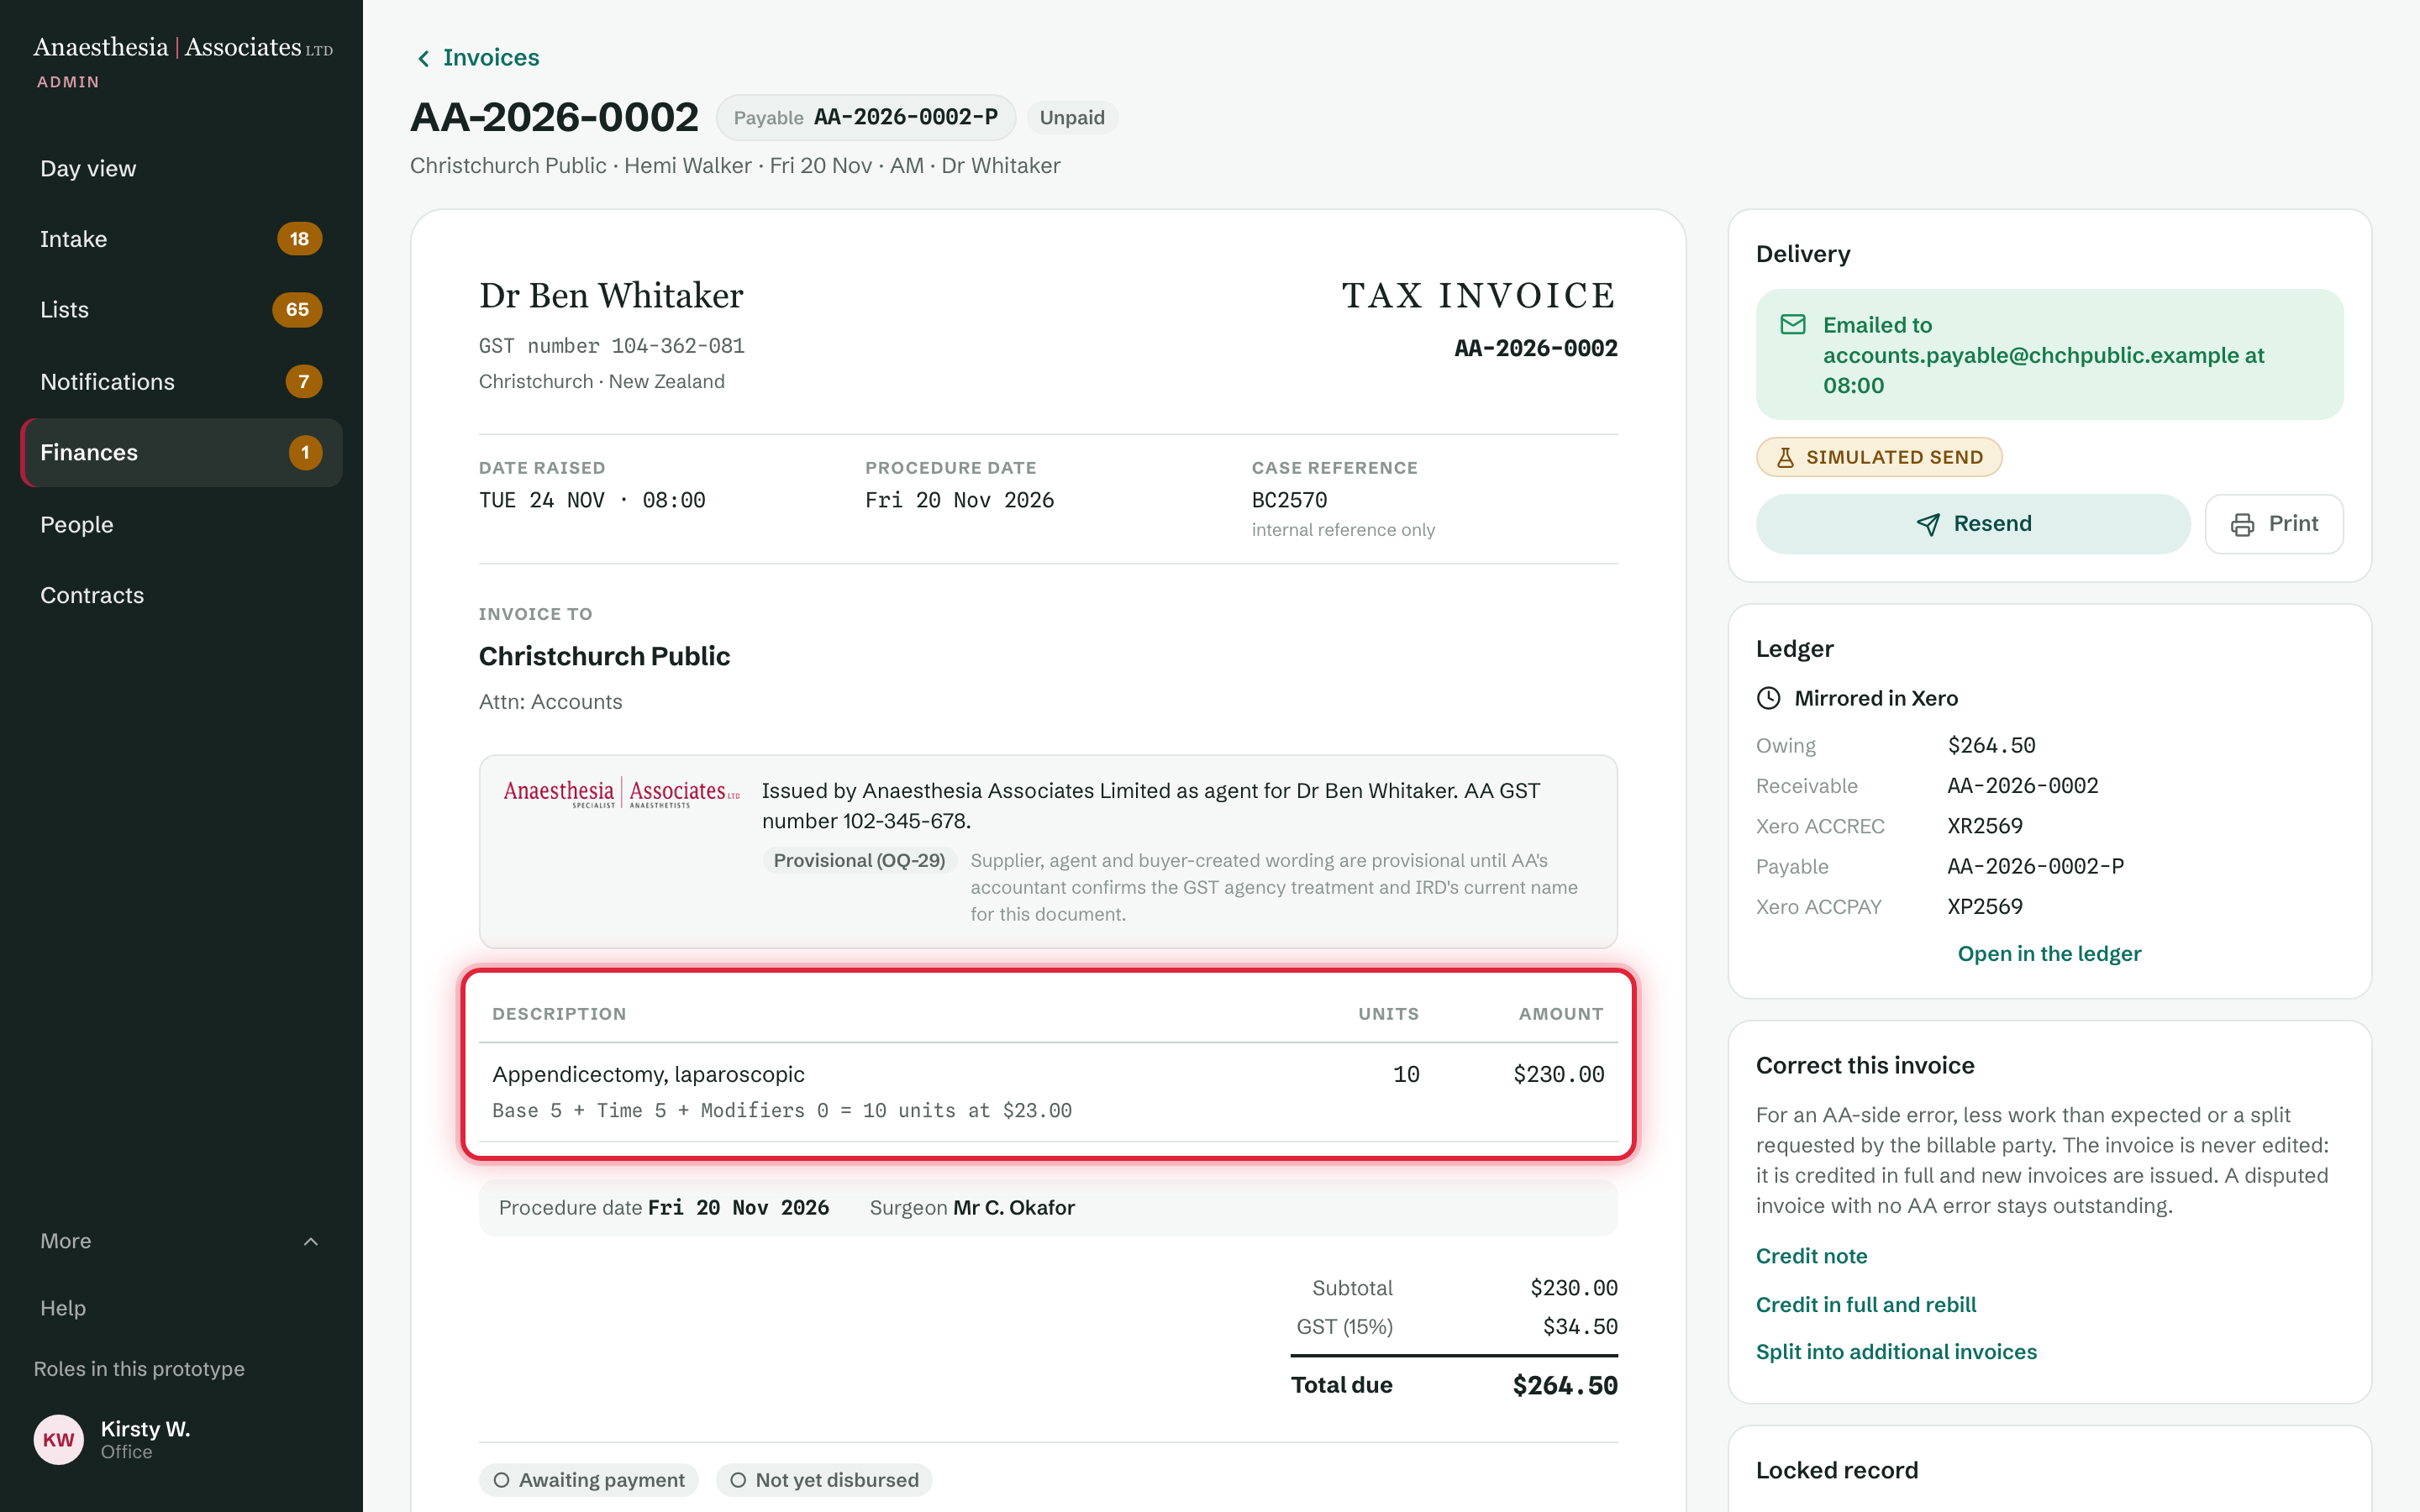 Anaesthesia | Associates LTD
ADMIN
Day view
Intake 18
Lists 65
Notifications 7
Finances 1
People
Contracts
More
Help
Roles in this prototype
KW Kirsty W.
Office
Invoices
AA-2026-0002 Payable AA-2026-0002-P Unpaid
Christchurch Public · Hemi Walker · Fri 20 Nov · AM · Dr Whitaker
Dr Ben Whitaker TAX INVOICE
GST number 104-362-081 AA-2026-0002
Christchurch · New Zealand
DATE RAISED PROCEDURE DATE CASE REFERENCE
TUE 24 NOV · 08:00 Fri 20 Nov 2026 BC2570
internal reference only
INVOICE TO
Christchurch Public
Attn: Accounts
Anaesthesia | Associates LTD
SPECIALIST ANAESTHETISTS
Issued by Anaesthesia Associates Limited as agent for Dr Ben Whitaker. AA GST
number 102-345-678.
Provisional (OQ-29) Supplier, agent and buyer-created wording are provisional until AA's
accountant confirms the GST agency treatment and IRD's current name
for this document.
DESCRIPTION UNITS AMOUNT
Appendicectomy, laparoscopic 10 $230.00
Base 5 + Time 5 + Modifiers 0 = 10 units at $23.00
Procedure date Fri 20 Nov 2026 Surgeon Mr C. Okafor
Subtotal $230.00
GST (15%) $34.50
Total due $264.50
Awaiting payment Not yet disbursed
Delivery
Emailed to
accounts.payable@chchpublic.example at
08:00
SIMULATED SEND
Resend Print
Ledger
Mirrored in Xero
Owing $264.50
Receivable AA-2026-0002
Xero ACCREC XR2569
Payable AA-2026-0002-P
Xero ACCPAY XP2569
Open in the ledger
Correct this invoice
For an AA-side error, less work than expected or a split
requested by the billable party. The invoice is never edited:
it is credited in full and new invoices are issued. A disputed
invoice with no AA error stays outstanding.
Credit note
Credit in full and rebill
Split into additional invoices
Locked record